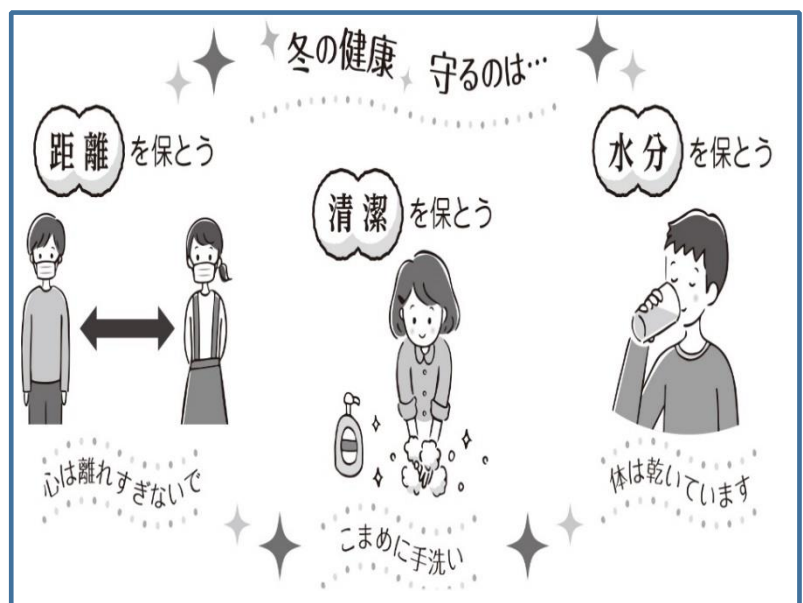 冬の健康 守るのは…
距離を保とう
心は離れすぎないで
清潔を保とう
こまめに手洗い
水分を保とう
体は乾いています